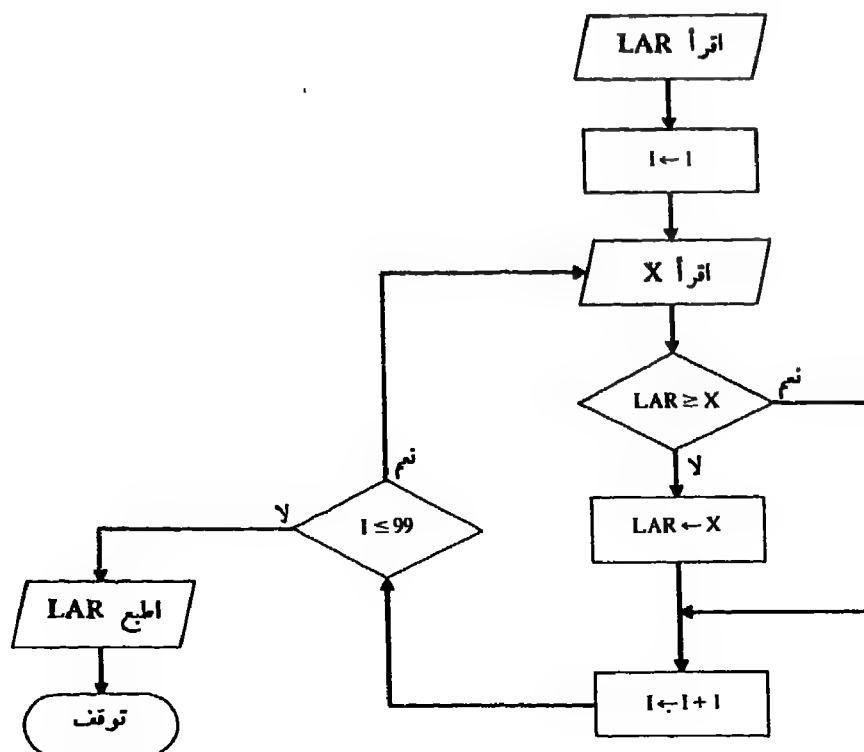 اقرأ LAR
I ← 1
اقرأ X
LAR ≥ X
نعم
لا
LAR ← X
I ← I + 1
I ≤ 99
نعم
لا
اطبع LAR
توقف